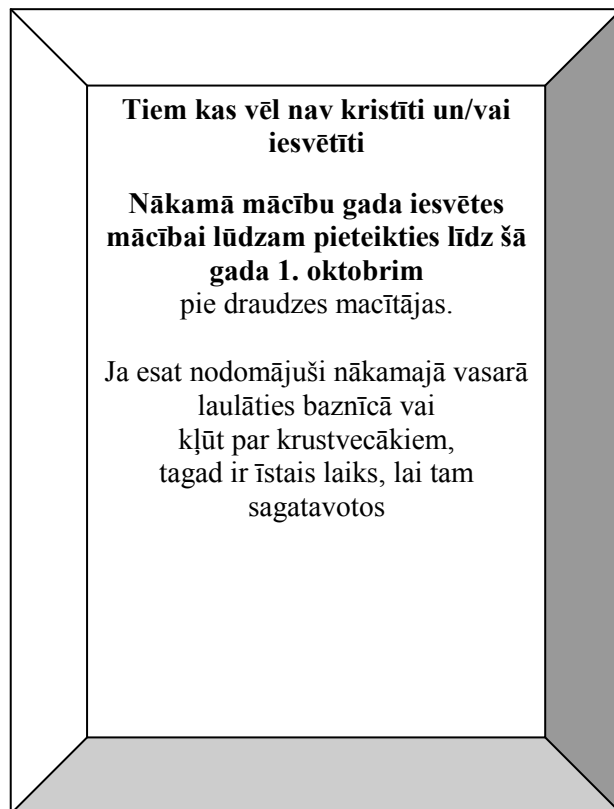 Tiem kas vēl nav kristīti un/vai
iesvētīti
Nākamā mācību gada iesvētes
mācībai lūdzam pieteikties līdz šā
gada 1. oktobrim
pie draudzes macītājas.
Ja esat nodomājuši nākamajā vasarā
laulāties baznīcā vai
kļūt par krustvecākiem,
tagad ir īstais laiks, lai tam
sagatavotos